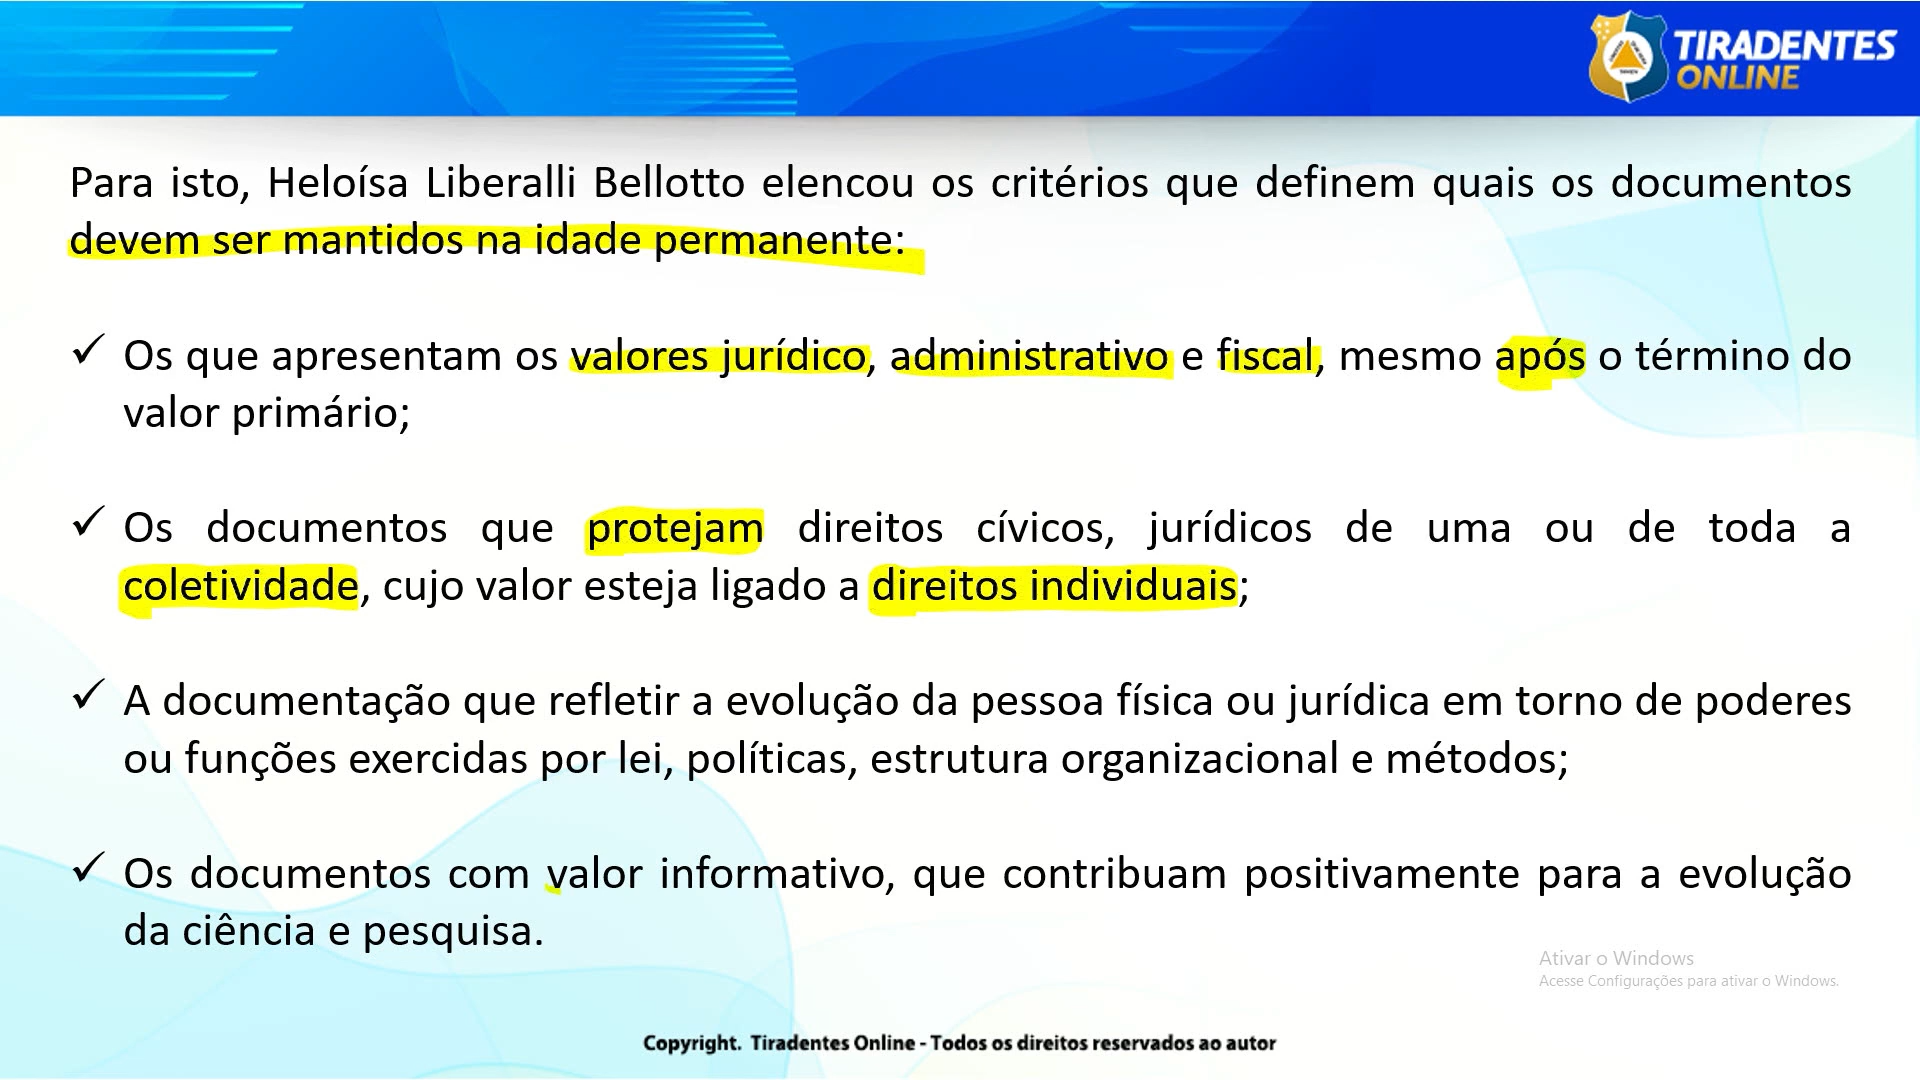 TIRADENTES
ONLINE
Para isto, Heloísa Liberalli Bellotto elencou os critérios que definem quais os documentos
devem ser mantidos na idade permanente:
✓ Os que apresentam os valores jurídico, administrativo e fiscal, mesmo após o término do
valor primário;
✓ Os documentos que protejam direitos cívicos, jurídicos de uma ou de toda a
coletividade, cujo valor esteja ligado a direitos individuais;
✓ A documentação que refletir a evolução da pessoa física ou jurídica em torno de poderes
ou funções exercidas por lei, políticas, estrutura organizacional e métodos;
✓ Os documentos com valor informativo, que contribuam positivamente para a evolução
da ciência e pesquisa.
Ativar o Windows
Acesse Configurações para ativar o Windows.
Copyright. Tiradentes Online - Todos os direitos reservados ao autor